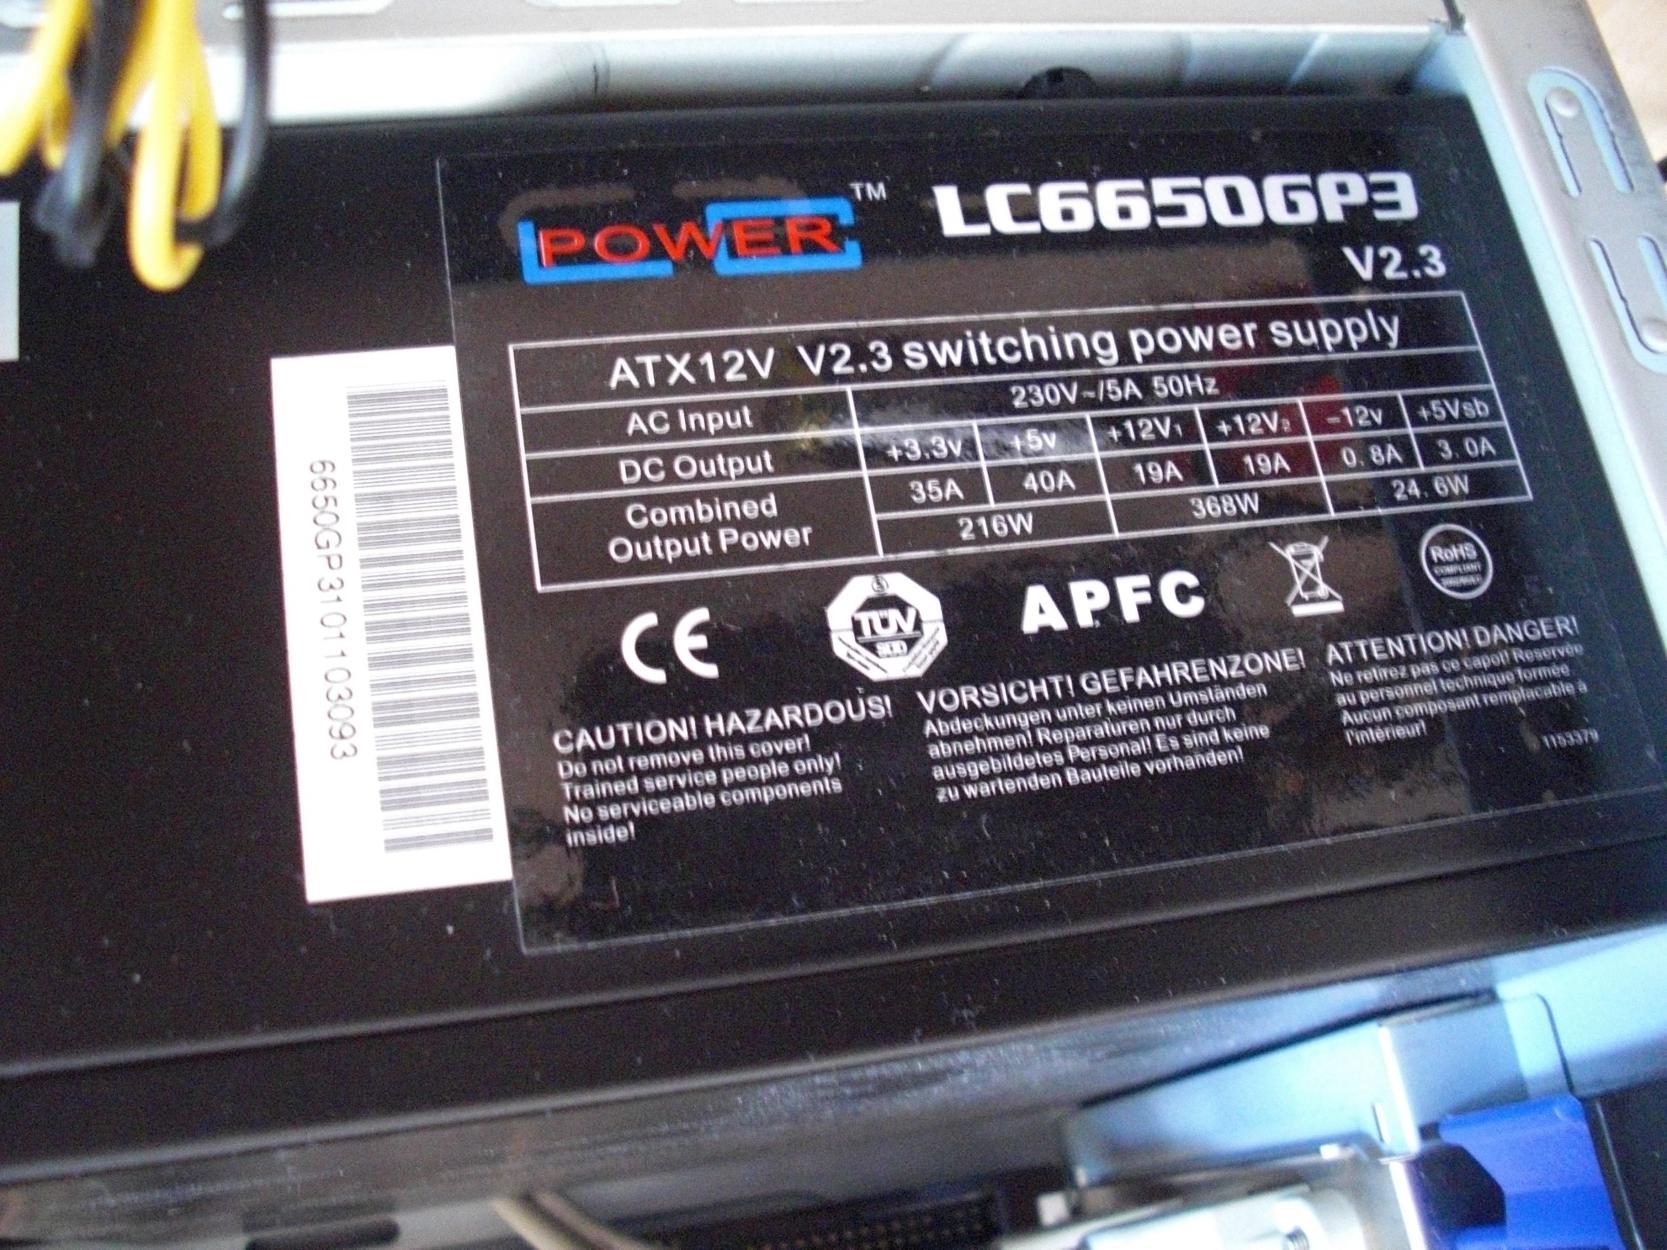 POWER™
LC6650GP3
V2.3
ATX12V V2.3 switching power supply
AC Input 230V~/5A 50Hz
DC Output +3.3v +5v +12V1 +12V2 -12v +5Vsb
35A 40A 19A 19A 0.8A 3.0A
Combined
Output Power 216W 368W 24.6W
CE
TÜV
SÜD
APFC
RoHS
COMPLIANT
CAUTION! HAZARDOUS!
Do not remove this cover!
Trained service people only!
No serviceable components
inside!
VORSICHT! GEFAHRENZONE!
Abdeckungen unter keinen Umständen
abnehmen! Reparaturen nur durch
ausgebildetes Personal! Es sind keine
zu wartenden Bauteile vorhanden!
ATTENTION! DANGER!
Ne retirez pas ce capot! Reservée
au personnel technique formée
Aucun composant remplacable à
l'intérieur!
1153379
6650GP3101103093